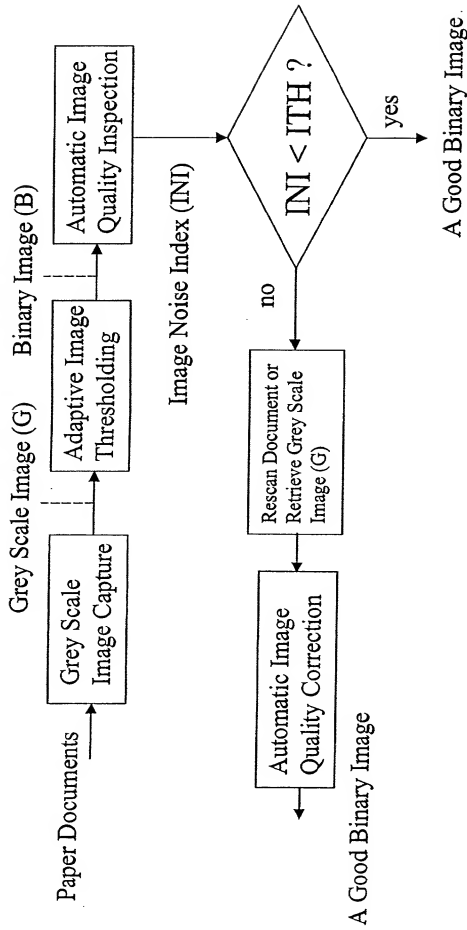 Paper Documents
Grey Scale
Image Capture
Grey Scale Image (G)
Adaptive Image
Thresholding
Binary Image (B)
Automatic Image
Quality Inspection
Image Noise Index (INI)
INI < ITH ?
yes
A Good Binary Image.
no
Rescan Document or
Retrieve Grey Scale
Image (G)
Automatic Image
Quality Correction
A Good Binary Image